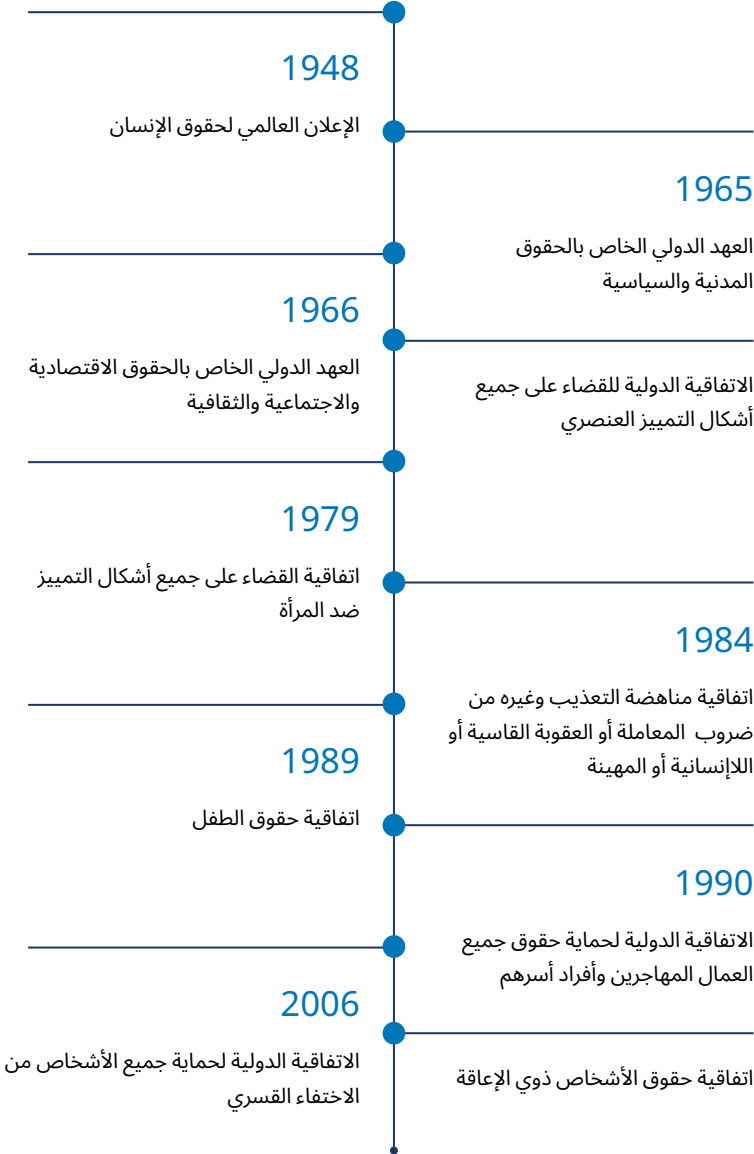 1948
الإعلان العالمي لحقوق الإنسان
1965
العهد الدولي الخاص بالحقوق
المدنية والسياسية
1966
العهد الدولي الخاص بالحقوق الاقتصادية
والاجتماعية والثقافية
الاتفاقية الدولية للقضاء على جميع
أشكال التمييز العنصري
1979
اتفاقية القضاء على جميع أشكال التمييز
ضد المرأة
1984
اتفاقية مناهضة التعذيب وغيره من
ضروب المعاملة أو العقوبة القاسية أو
اللاإنسانية أو المهينة
1989
اتفاقية حقوق الطفل
1990
الاتفاقية الدولية لحماية حقوق جميع
العمال المهاجرين وأفراد أسرهم
2006
الاتفاقية الدولية لحماية جميع الأشخاص من
الاختفاء القسري
اتفاقية حقوق الأشخاص ذوي الإعاقة